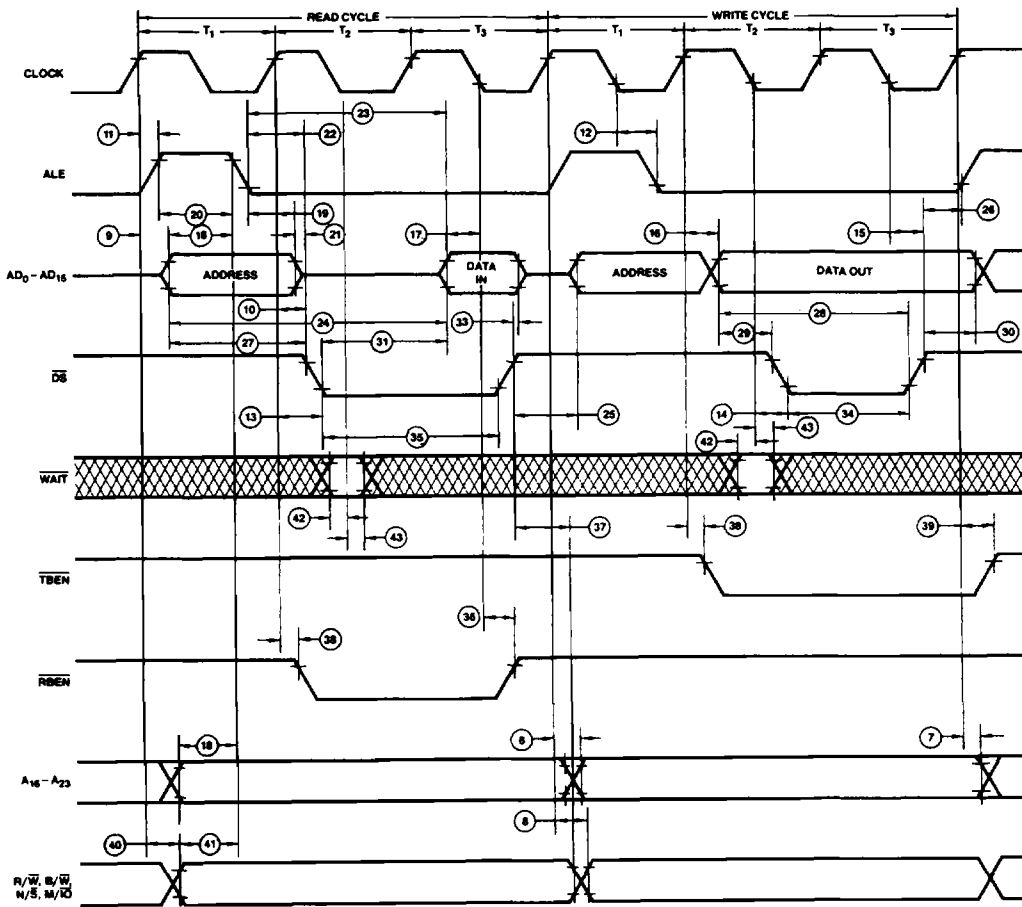 READ CYCLE WRITE CYCLE
T1 T2 T3 T1 T2 T3
CLOCK
23
11 22 12
ALE
20 19 26
9 18 21 17 16 15
AD0 – AD15 ADDRESS DATA IN ADDRESS DATA OUT
10 24 33 28
27 31 29 30
DS
13 25 14 34
35 42 43
WAIT
42 43
37 38 39
TBEN
36
38
RBEN
18 6 7
A16 – A23
8
40 41
R/W, B/W,
N/S, M/IO